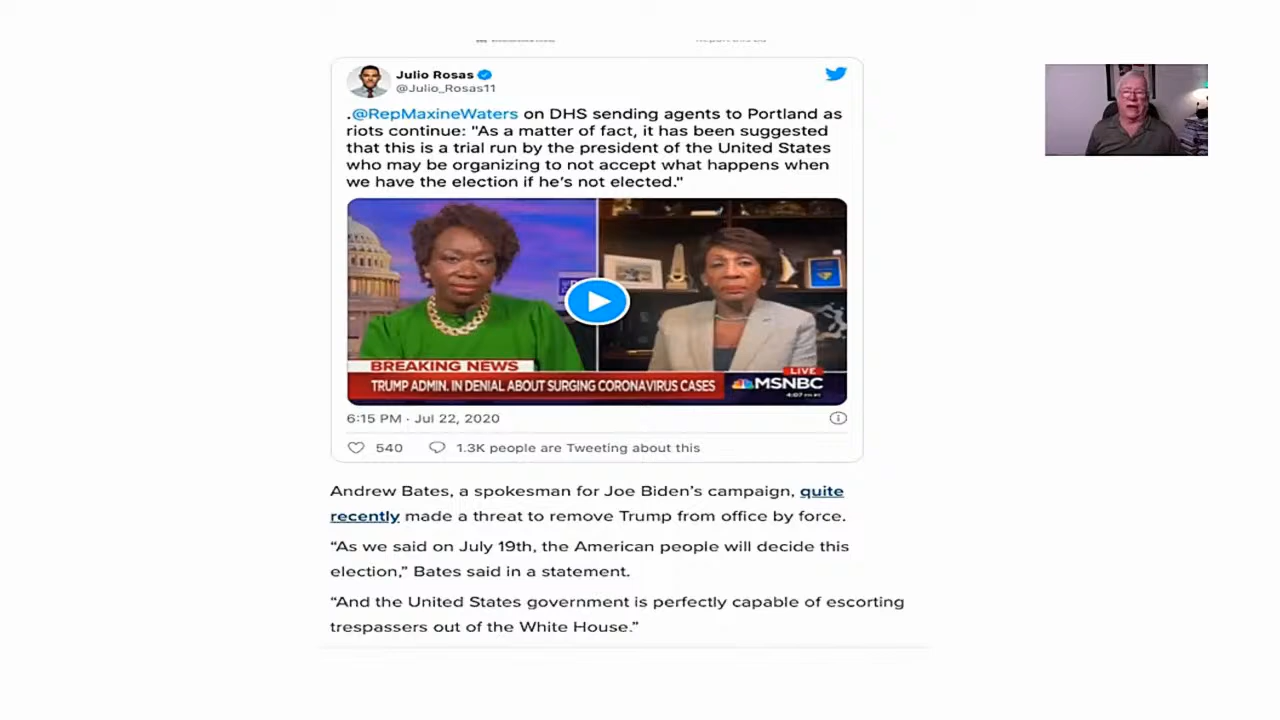 Julio Rosas
@Julio_Rosas11
.@RepMaxineWaters on DHS sending agents to Portland as
riots continue: "As a matter of fact, it has been suggested
that this is a trial run by the president of the United States
who may be organizing to not accept what happens when
we have the election if he's not elected."
BREAKING NEWS
TRUMP ADMIN. IN DENIAL ABOUT SURGING CORONAVIRUS CASES
LIVE
MSNBC
6:15 PM · Jul 22, 2020
540
1.3K people are Tweeting about this
Andrew Bates, a spokesman for Joe Biden’s campaign, quite
recently made a threat to remove Trump from office by force.
“As we said on July 19th, the American people will decide this
election,” Bates said in a statement.
“And the United States government is perfectly capable of escorting
trespassers out of the White House.”